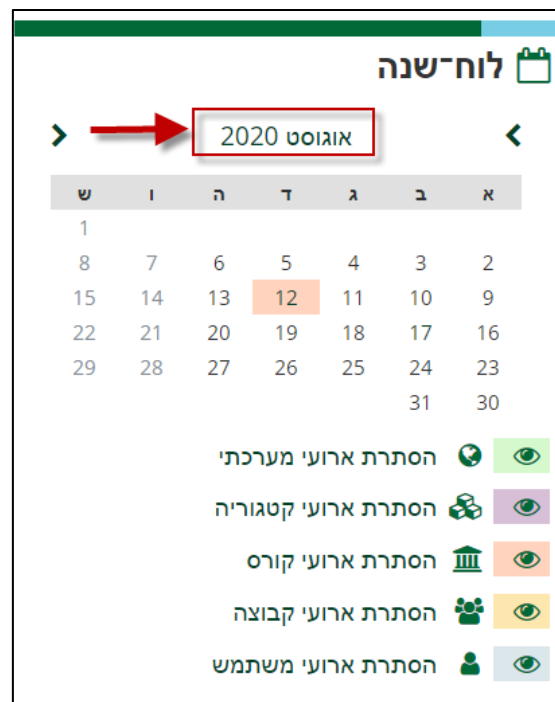 לוח־שנה
אוגוסט 2020
א ב ג ד ה ו ש
1
2 3 4 5 6 7 8
9 10 11 12 13 14 15
16 17 18 19 20 21 22
23 24 25 26 27 28 29
30 31
הסתרת ארועי מערכתי
הסתרת ארועי קטגוריה
הסתרת ארועי קורס
הסתרת ארועי קבוצה
הסתרת ארועי משתמש